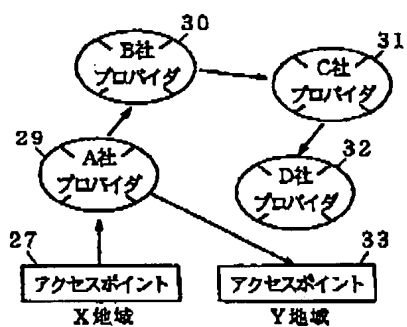 30
B社
プロバイダ
31
C社
プロバイダ
29
A社
プロバイダ
32
D社
プロバイダ
27
アクセスポイント
X地域
33
アクセスポイント
Y地域